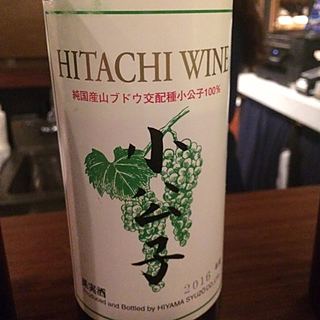 HITACHI WINE
純国産山ブドウ交配種小公子100%
小公子
2016
果実酒
Produced and Bottled by HIYAMA SYUZO CO.,